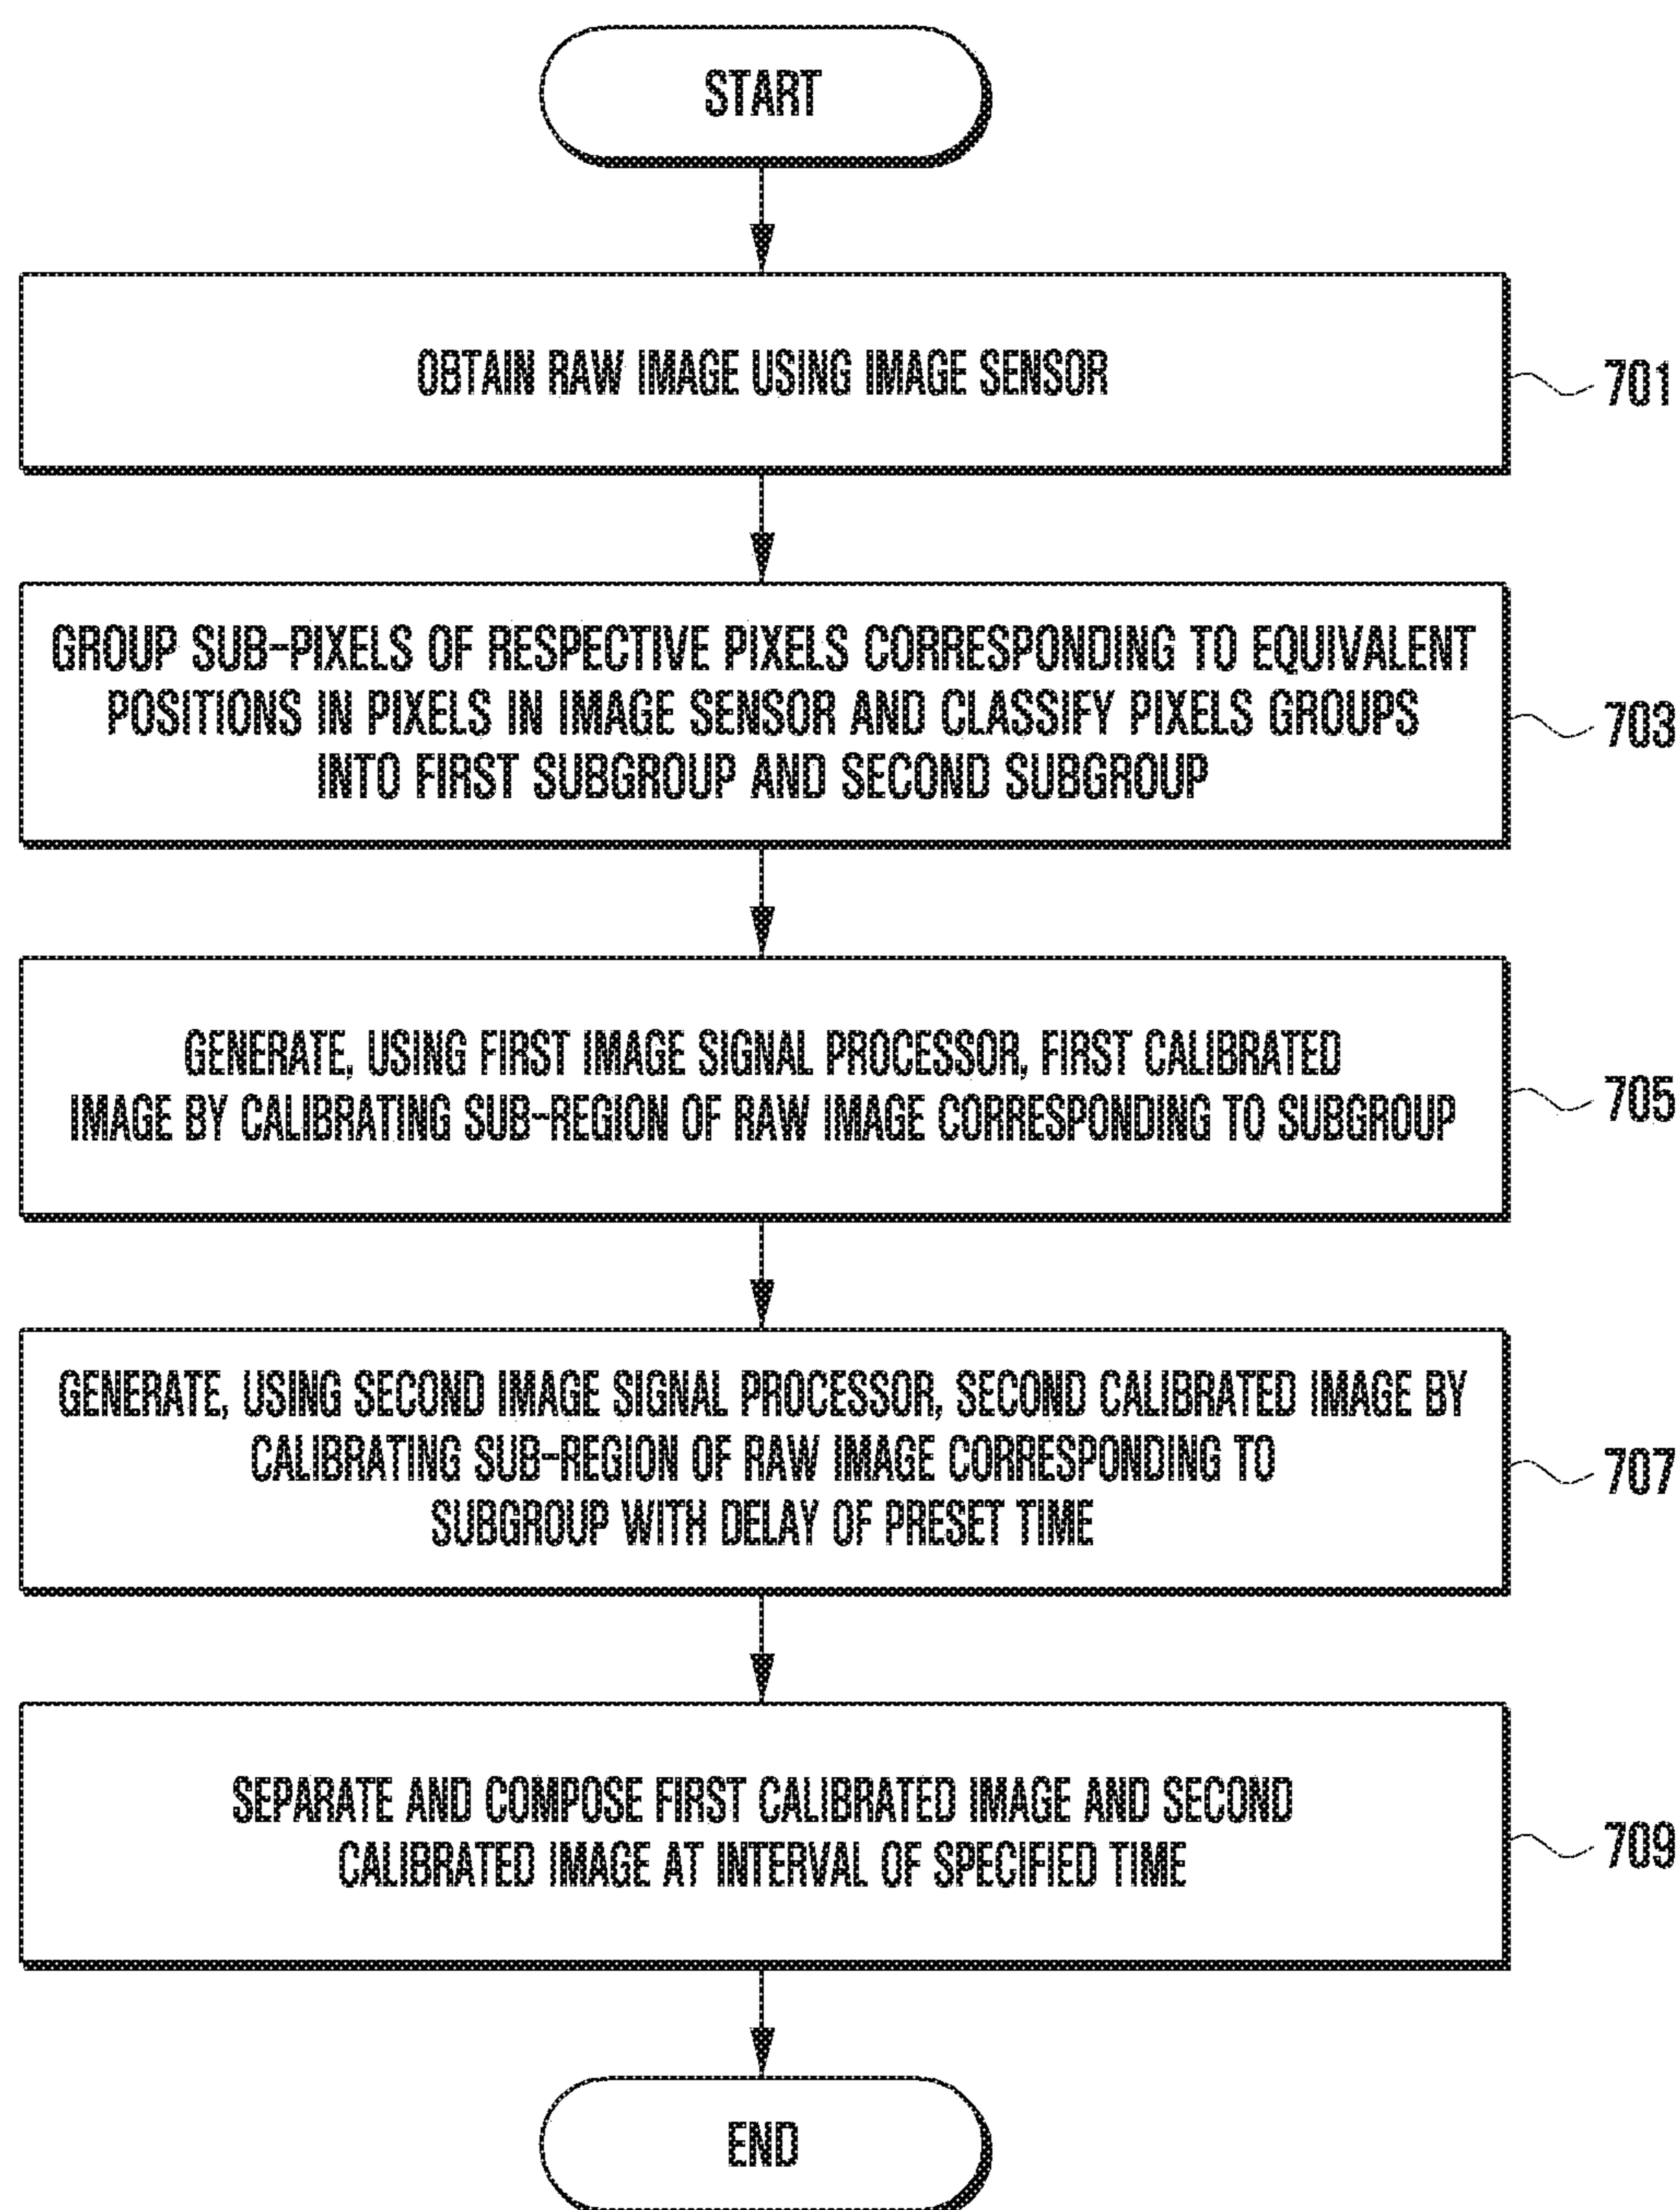 START
OBTAIN RAW IMAGE USING IMAGE SENSOR
701
GROUP SUB-PIXELS OF RESPECTIVE PIXELS CORRESPONDING TO EQUIVALENT
POSITIONS IN PIXELS IN IMAGE SENSOR AND CLASSIFY PIXELS GROUPS
INTO FIRST SUBGROUP AND SECOND SUBGROUP
703
GENERATE, USING FIRST IMAGE SIGNAL PROCESSOR, FIRST CALIBRATED
IMAGE BY CALIBRATING SUB-REGION OF RAW IMAGE CORRESPONDING TO SUBGROUP
705
GENERATE, USING SECOND IMAGE SIGNAL PROCESSOR, SECOND CALIBRATED IMAGE BY
CALIBRATING SUB-REGION OF RAW IMAGE CORRESPONDING TO
SUBGROUP WITH DELAY OF PRESET TIME
707
SEPARATE AND COMPOSE FIRST CALIBRATED IMAGE AND SECOND
CALIBRATED IMAGE AT INTERVAL OF SPECIFIED TIME
709
END